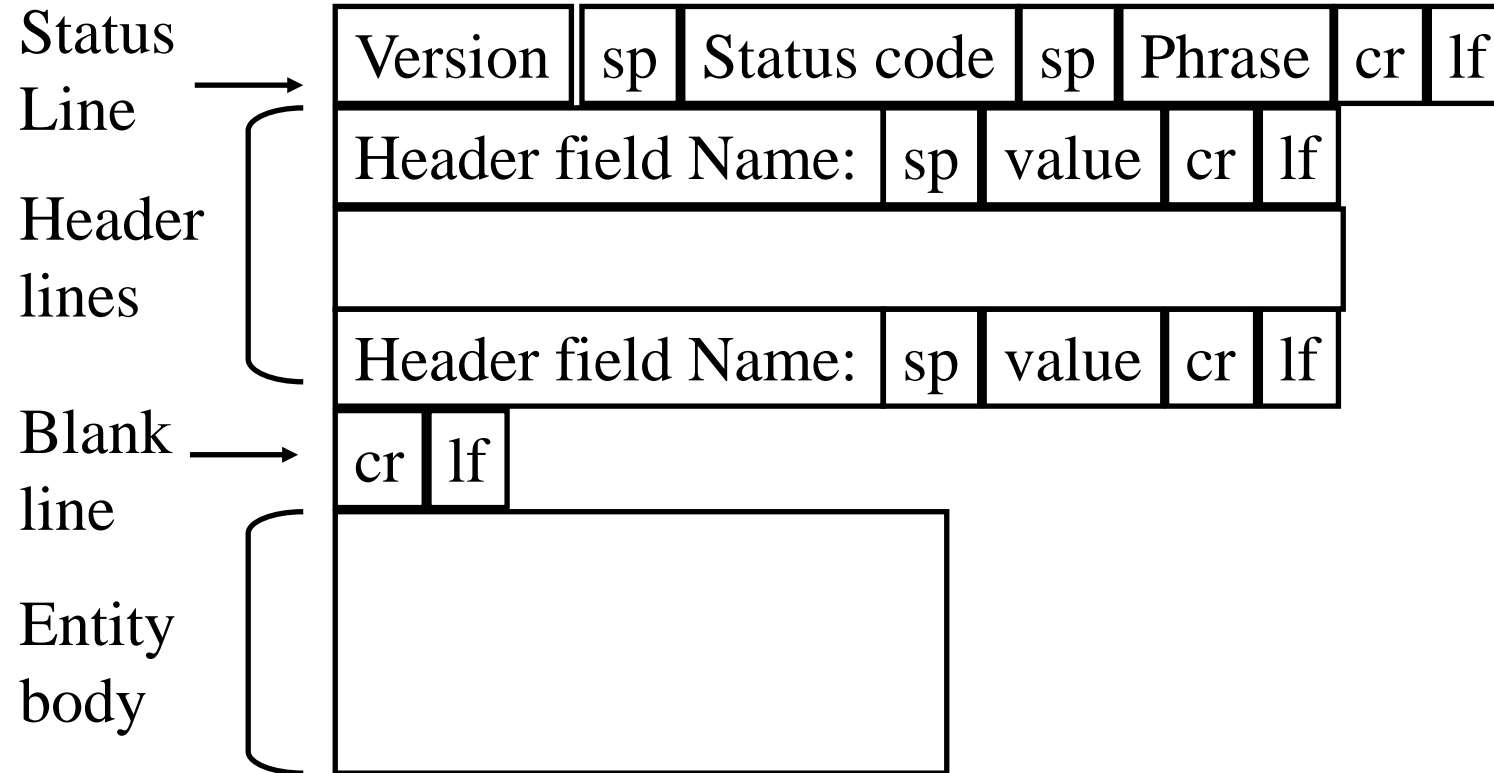 Status
Line
Version sp Status code sp Phrase cr lf
Header
lines
Header field Name: sp value cr lf
Header field Name: sp value cr lf
Blank
line
cr lf
Entity
body